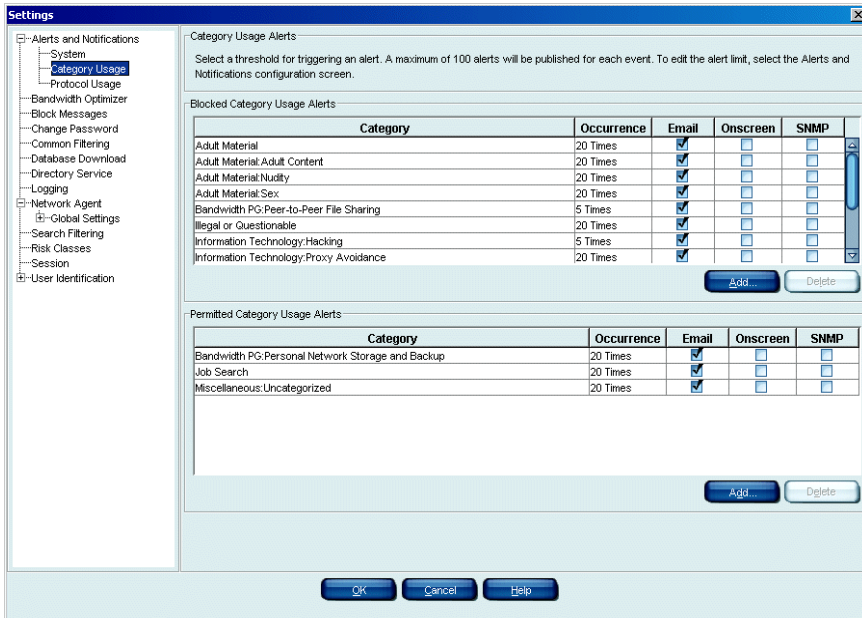 Settings
Alerts and Notifications
System
Category Usage
Protocol Usage
Bandwidth Optimizer
Block Messages
Change Password
Common Filtering
Database Download
Directory Service
Logging
Network Agent
Global Settings
Search Filtering
Risk Classes
Session
User Identification
Category Usage Alerts
Select a threshold for triggering an alert. A maximum of 100 alerts will be published for each event. To edit the alert limit, select the Alerts and
Notifications configuration screen.
Blocked Category Usage Alerts
Category Occurrence Email Onscreen SNMP
Adult Material 20 Times
Adult Material:Adult Content 20 Times
Adult Material:Nudity 20 Times
Adult Material:Sex 20 Times
Bandwidth PG:Peer-to-Peer File Sharing 5 Times
Illegal or Questionable 20 Times
Information Technology:Hacking 5 Times
Information Technology:Proxy Avoidance 20 Times
Add... Delete
Permitted Category Usage Alerts
Category Occurrence Email Onscreen SNMP
Bandwidth PG:Personal Network Storage and Backup 20 Times
Job Search 20 Times
Miscellaneous:Uncategorized 20 Times
Add... Delete
OK Cancel Help